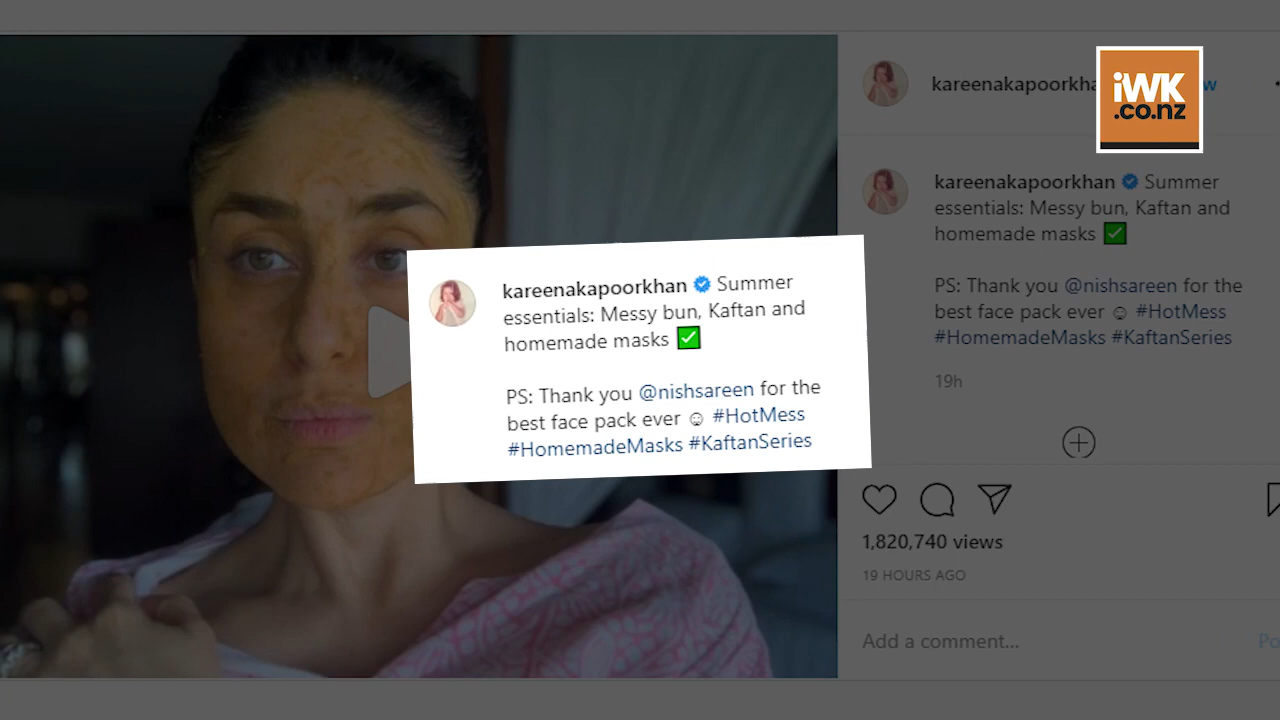 kareenakapoorkha
w
iWK
.co.nz
kareenakapoorkhan Summer
essentials: Messy bun, Kaftan and
homemade masks ✅
PS: Thank you @nishsareen for the
best face pack ever ☺ #HotMess
#HomemadeMasks #KaftanSeries
19h
kareenakapoorkhan Summer
essentials: Messy bun, Kaftan and
homemade masks ✅
PS: Thank you @nishsareen for the
best face pack ever ☺ #HotMess
#HomemadeMasks #KaftanSeries
1,820,740 views
19 HOURS AGO
Add a comment...
Po